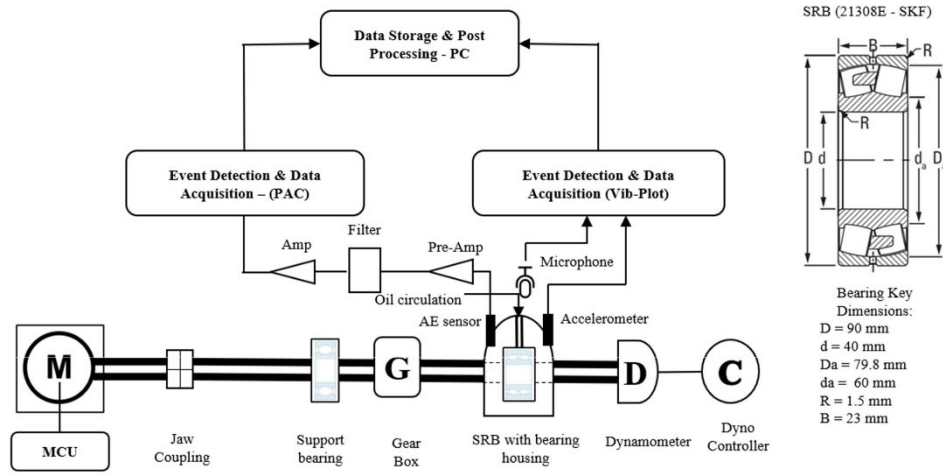 SRB (21308E - SKF)
Data Storage & Post
Processing - PC
B
R
R
D
d
da
D
Event Detection & Data
Acquisition – (PAC)
Event Detection & Data
Acquisition (Vib-Plot)
Amp
Filter
Pre-Amp
Microphone
Oil circulation
AE sensor
Accelerometer
M
G
D
C
MCU
Jaw
Coupling
Support
bearing
Gear
Box
SRB with bearing
housing
Dynamometer
Dyno
Controller
Bearing Key
Dimensions:
D = 90 mm
d = 40 mm
Da = 79.8 mm
da = 60 mm
R = 1.5 mm
B = 23 mm